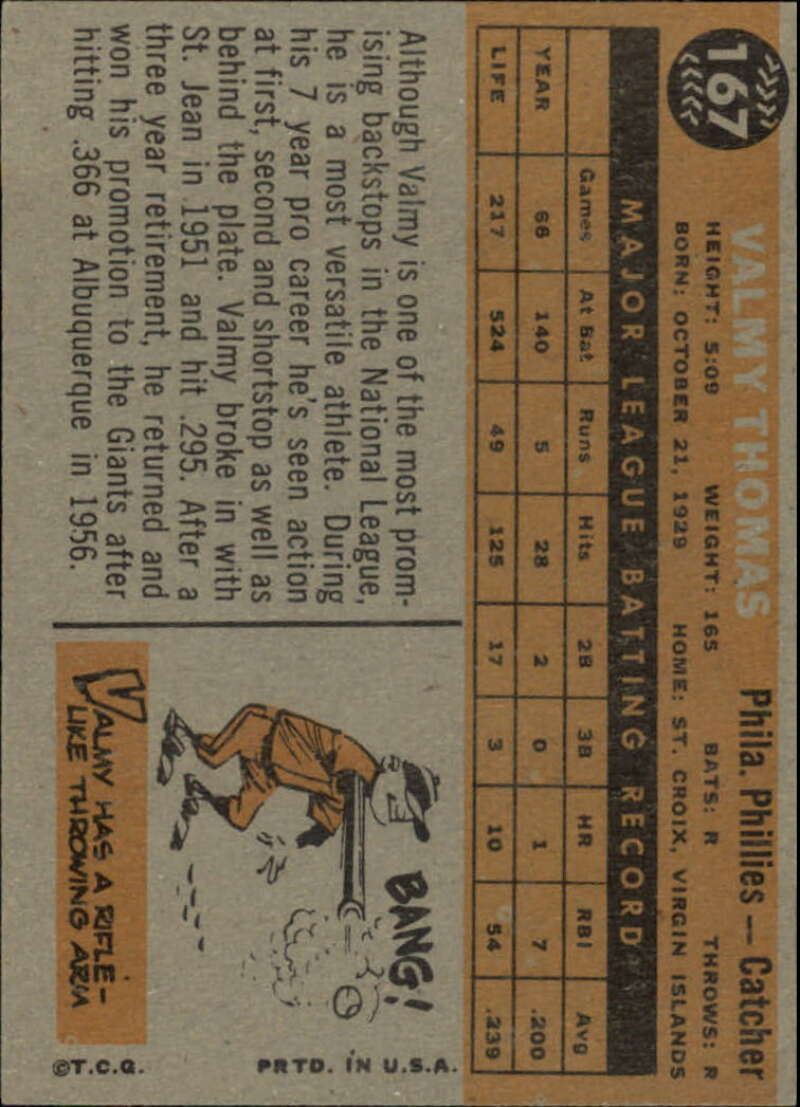 167
VALMY THOMAS Phila. Phillies — Catcher
HEIGHT: 5:09 WEIGHT: 165 BATS: R THROWS: R
BORN: OCTOBER 21, 1929 HOME: ST. CROIX, VIRGIN ISLANDS
MAJOR LEAGUE BATTING RECORD
Games At Bat Runs Hits 2B 3B HR RBI Avg
YEAR 66 140 5 28 2 0 1 7 .200
LIFE 217 524 49 125 17 3 10 54 .239
Although Valmy is one of the most prom-
ising backstops in the National League,
he is a most versatile athlete. During
his 7 year pro career he's seen action
at first, second and shortstop as well as
behind the plate. Valmy broke in with
St. Jean in 1951 and hit .295. After a
three year retirement, he returned and
won his promotion to the Giants after
hitting .366 at Albuquerque in 1956.
BANG!
VALMY HAS A RIFLE-
LIKE THROWING ARM
©T.C.G. PRTD. IN U.S.A.